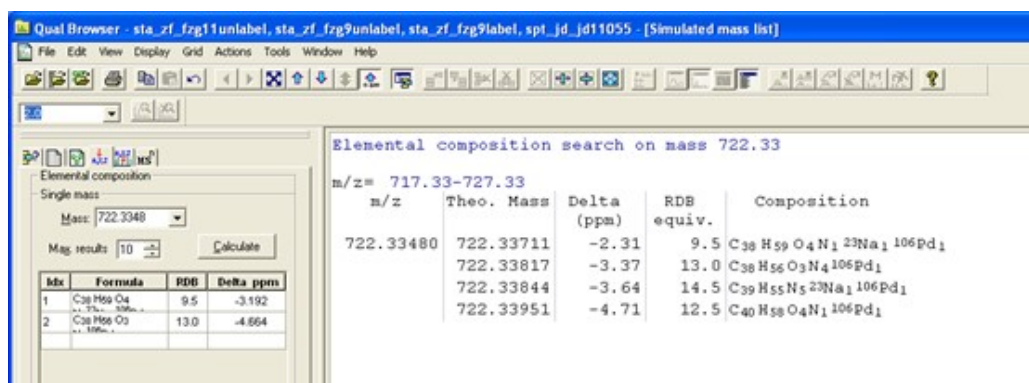 Qual Browser - sta_zf_fzg11unlabel, sta_zf_fzg9unlabel, sta_zf_fzg9label, spt_jd_jd11055 - [Simulated mass list]
File Edit View Display Grid Actions Tools Window Help
2.0
Elemental composition search on mass 722.33
m/z= 717.33-727.33
m/z Theo. Mass Delta (ppm) RDB equiv. Composition
722.33480 722.33711 -2.31 9.5 C38 H59 O4 N1 23Na1 106Pd1
722.33817 -3.37 13.0 C38 H56 O3 N4 106Pd1
722.33844 -3.64 14.5 C39 H55 N5 23Na1 106Pd1
722.33951 -4.71 12.5 C40 H58 O4 N1 106Pd1
Elemental composition
Single mass
Mass: 722.3348
Max. results 10 Calculate
Idx Formula RDB Delta ppm
1 C38 H59 O4 9.5 -3.192
2 C38 H56 O3 13.0 -4.664